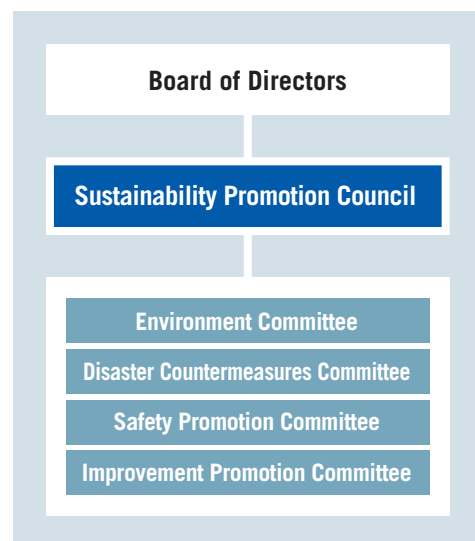 Board of Directors
Sustainability Promotion Council
Environment Committee
Disaster Countermeasures Committee
Safety Promotion Committee
Improvement Promotion Committee